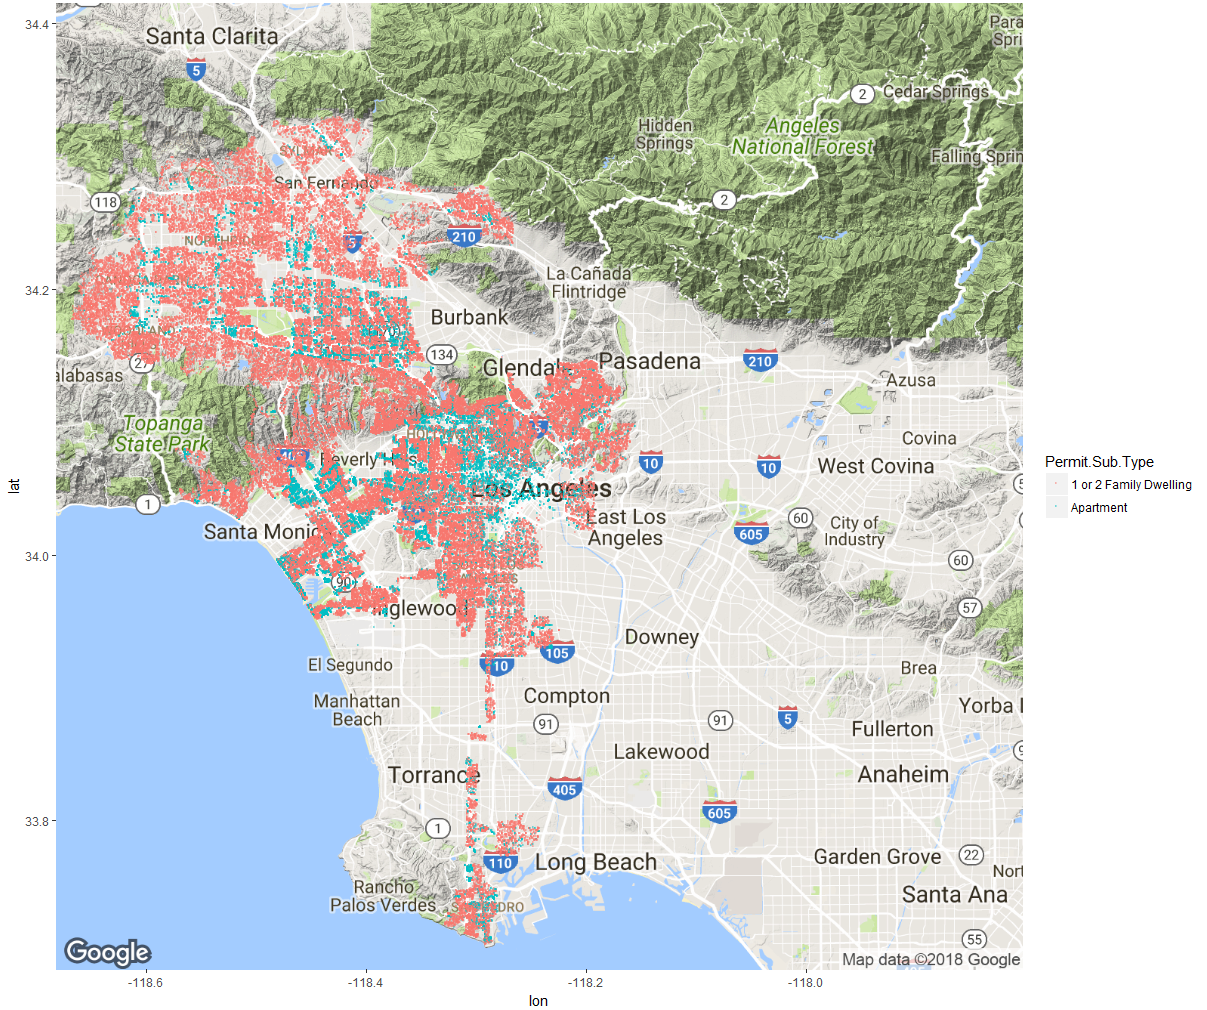 34.4
34.2
34.0
33.8
lat
Santa Clarita
5
Para
Spri
2
Cedar Springs
Hidden
Springs
Angeles
National Forest
Falling Sprin
SYLMAR
San Fernando
118
2
NORTHRIDGE
5
210
La Cañada
Flintridge
Burbank
134
27
alabasas
Glendale
Pasadena
210
Azusa
Topanga
State Park
5
Covina
405
Beverly Hills
10
10
West Covina
1
Los Angeles
Santa Monic
East Los
Angeles
605
60
City of
Industry
60
90
Inglewood
57
Downey
105
El Segundo
110
Brea
Manhattan
Beach
Compton
91
91
5
Yorba L
Fullerton
Lakewood
Torrance
405
Anaheim
605
1
110
Long Beach
Garden Grove
22
Nort
Rancho
Palos Verdes
SAN PEDRO
Santa Ana
55
Google
Map data ©2018 Google
-118.6
-118.4
-118.2
-118.0
lon
Permit.Sub.Type
1 or 2 Family Dwelling
Apartment